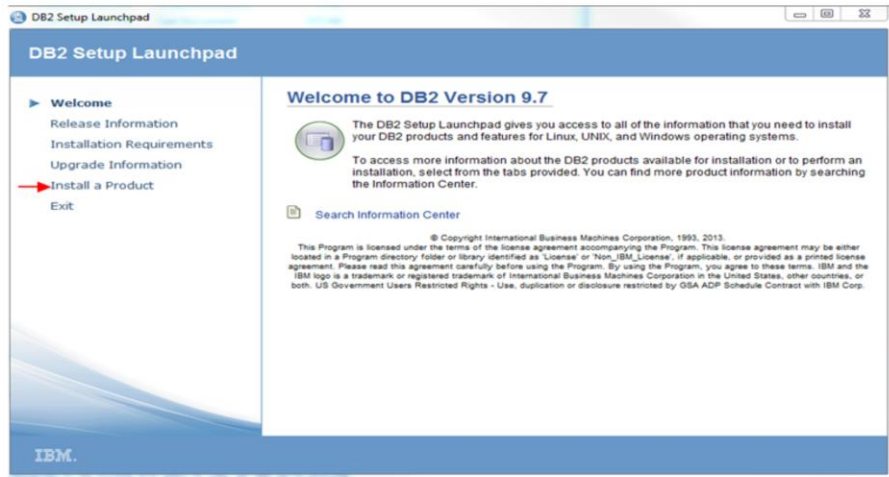 DB2 Setup Launchpad
DB2 Setup Launchpad
Welcome
Release Information
Installation Requirements
Upgrade Information
Install a Product
Exit
Welcome to DB2 Version 9.7
The DB2 Setup Launchpad gives you access to all of the information that you need to install
your DB2 products and features for Linux, UNIX, and Windows operating systems.
To access more information about the DB2 products available for installation or to perform an
installation, select from the tabs provided. You can find more product information by searching
the Information Center.
Search Information Center
© Copyright International Business Machines Corporation, 1993, 2013.
This Program is licensed under the terms of the license agreement accompanying the Program. This license agreement may be either
located in a Program directory folder or library identified as 'License' or 'Non_IBM_License', if applicable, or provided as a printed license
agreement. Please read this agreement carefully before using the Program. By using the Program, you agree to these terms. IBM and the
IBM logo is a trademark or registered trademark of International Business Machines Corporation in the United States, other countries, or
both. US Government Users Restricted Rights - Use, duplication or disclosure restricted by GSA ADP Schedule Contract with IBM Corp.
IBM.